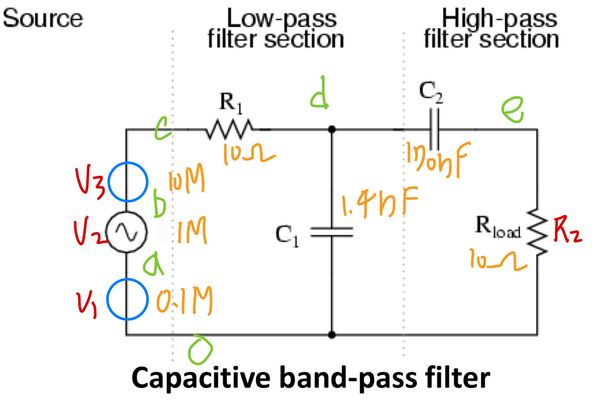 Source
Low-pass
filter section
High-pass
filter section
R1
d
C2
e
c
10Ω
V3
10M
b
1.4nF
V2
1M
C1
Rload
R2
a
10Ω
V1
0.1M
0
Capacitive band-pass filter